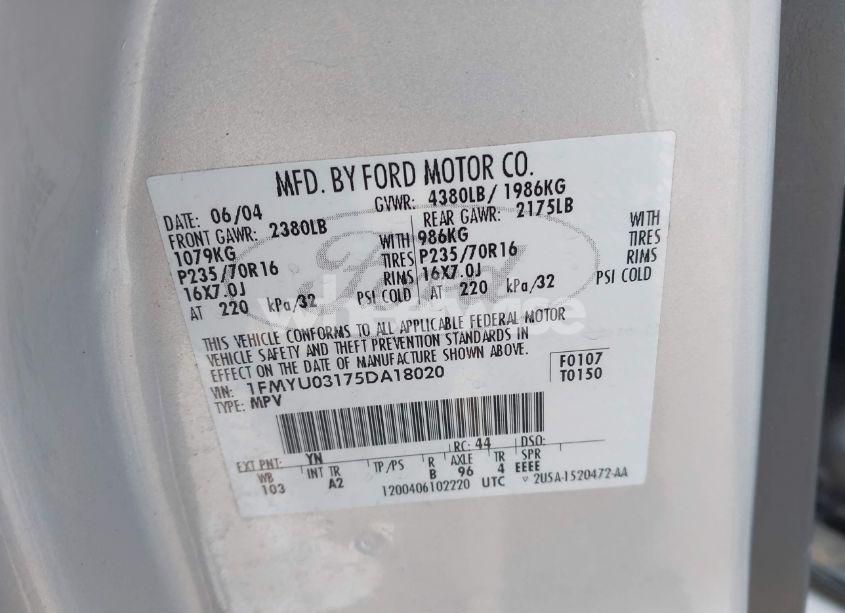 MFD. BY FORD MOTOR CO.
DATE: 06/04 GVWR: 4380LB/ 1986KG
FRONT GAWR: 2380LB REAR GAWR: 2175LB
1079KG WITH 986KG WITH
P235/70R16 TIRES P235/70R16 TIRES
16X7.0J RIMS 16X7.0J RIMS
AT 220 kPa/32 PSI COLD AT 220 kPa/32 PSI COLD
THIS VEHICLE CONFORMS TO ALL APPLICABLE FEDERAL MOTOR
VEHICLE SAFETY AND THEFT PREVENTION STANDARDS IN
EFFECT ON THE DATE OF MANUFACTURE SHOWN ABOVE.
VIN: 1FMYU03175DA18020 F0107
TYPE: MPV T0150
EXT PNT: YN RC: 44 DSO:
WB INT TR TP/PS R AXLE TR SPR
103 A2 B 96 4 EEEE
1200406102220 UTC ▽ 2U5A-1520472-AA
Ford